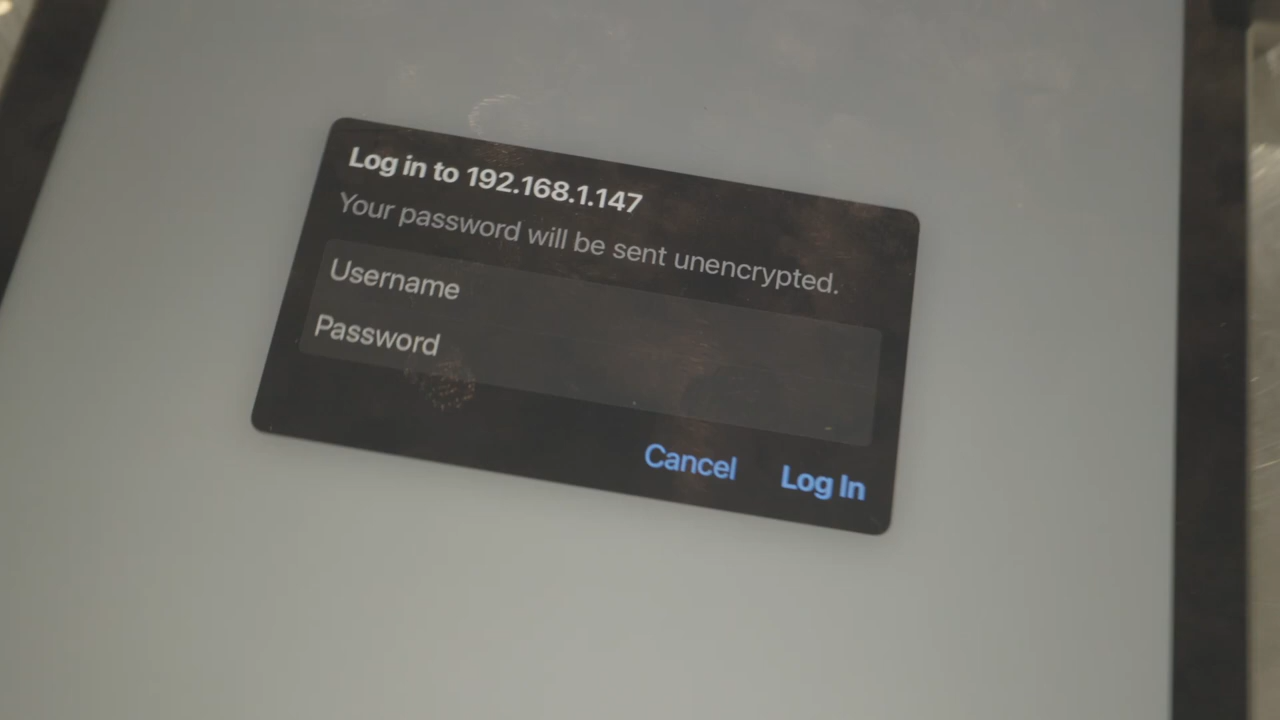 Log in to 192.168.1.147
Your password will be sent unencrypted.
Username
Password
Cancel Log In